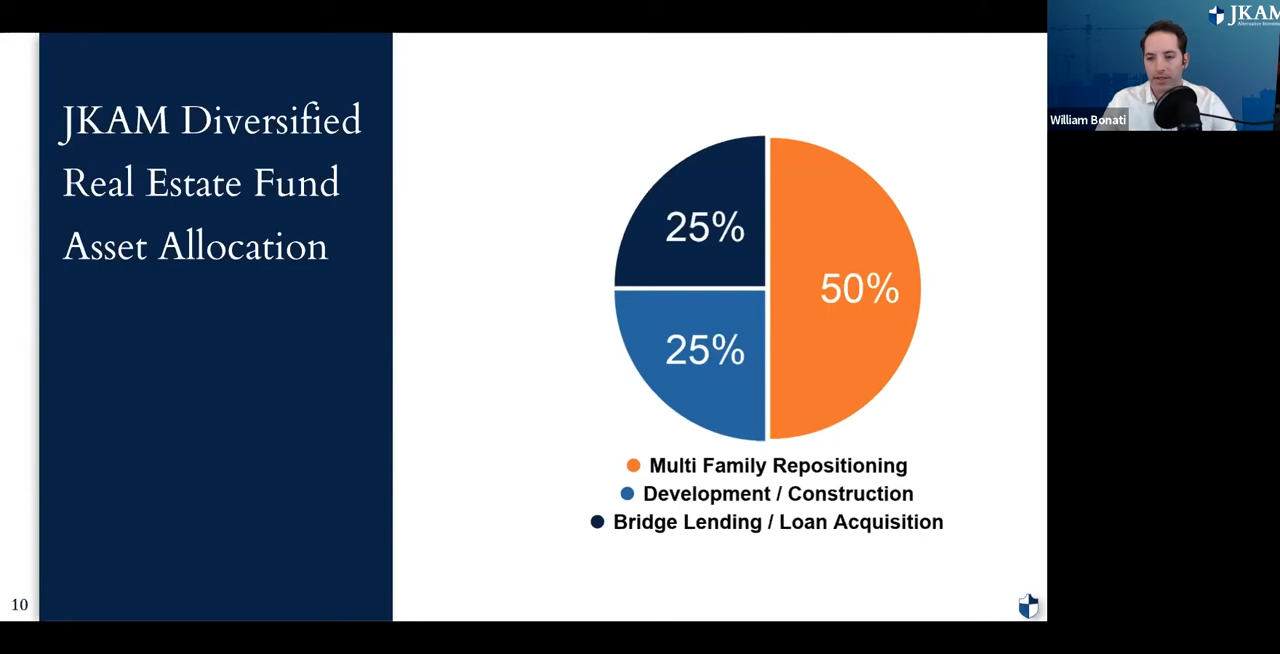 JKAM Diversified
Real Estate Fund
Asset Allocation
25%
50%
25%
Multi Family Repositioning
Development / Construction
Bridge Lending / Loan Acquisition
10
JKAM
Alternative Investm
William Bonati